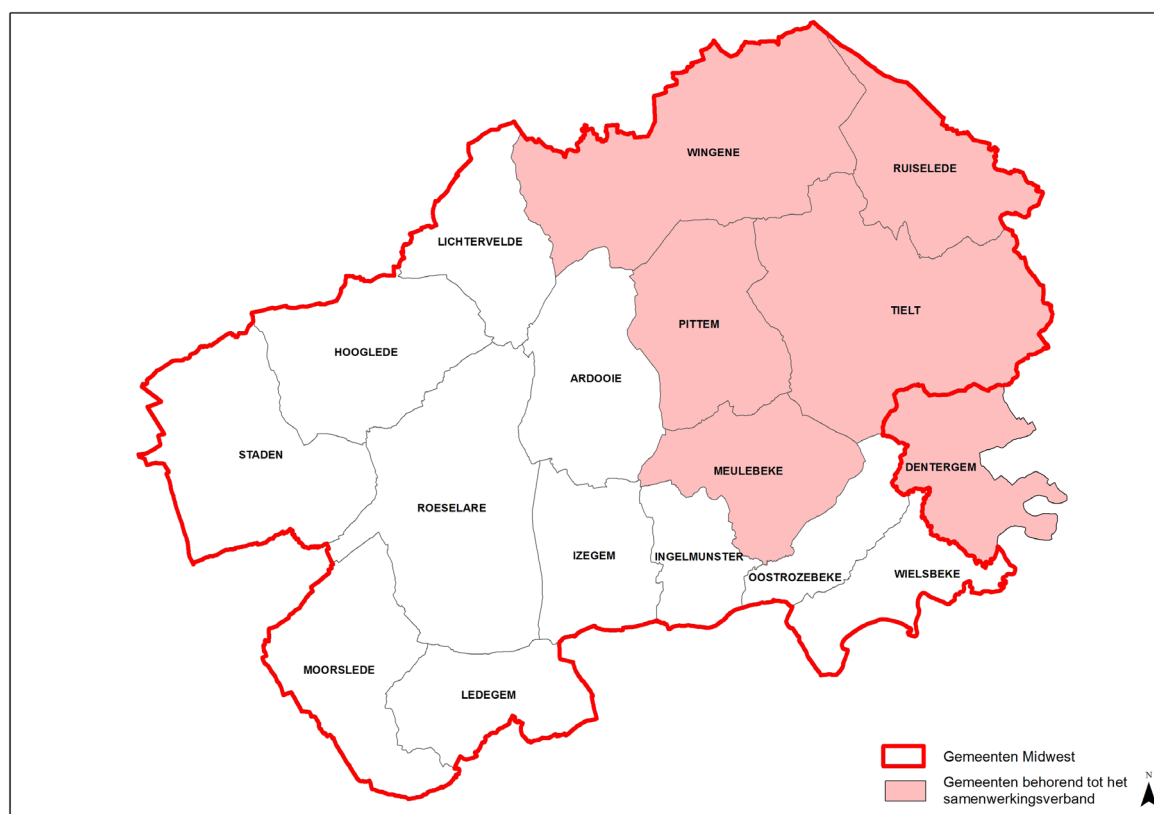 WINGENE
RUISELEDE
LICHTERVELDE
TIELT
PITTEM
HOOGLEDE
ARDOOIE
STADEN
MEULEBEKE
DENTERGEM
ROESELARE
IZEGEM
INGELMUNSTER
OOSTROZEBEKE
WIELSBEKE
MOORSLEDE
LEDEGEM
Gemeenten Midwest
Gemeenten behorend tot het
samenwerkingsverband
N